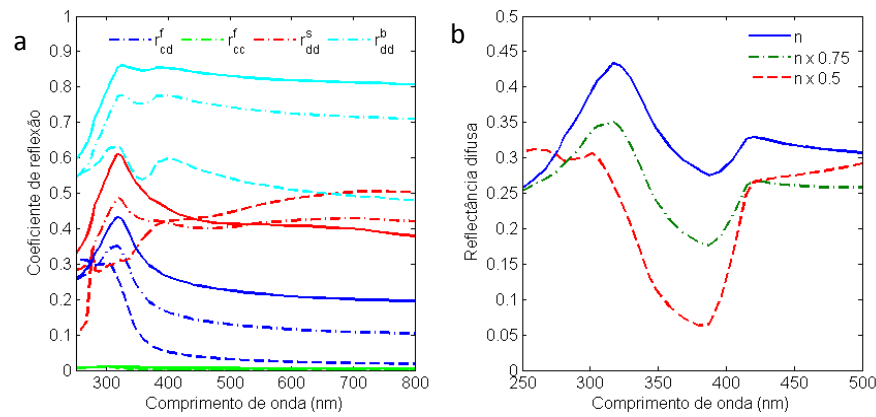 a
1
0.9
0.8
0.7
0.6
0.5
0.4
0.3
0.2
0.1
0
Coeficiente de reflexão
r^f_cd r^f_cc r^s_dd r^b_dd
300 400 500 600 700 800
Comprimento de onda (nm)
b
0.5
0.45
0.4
0.35
0.3
0.25
0.2
0.15
0.1
0.05
0
Reflectância difusa
n
n x 0.75
n x 0.5
250 300 350 400 450 500
Comprimento de onda (nm)